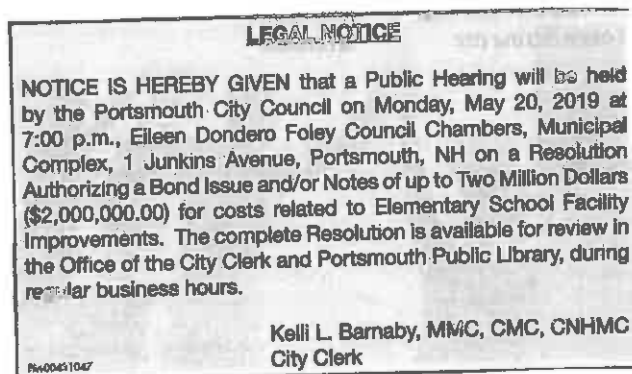 LEGAL NOTICE
NOTICE IS HEREBY GIVEN that a Public Hearing will be held
by the Portsmouth City Council on Monday, May 20, 2019 at
7:00 p.m., Eileen Dondero Foley Council Chambers, Municipal
Complex, 1 Junkins Avenue, Portsmouth, NH on a Resolution
Authorizing a Bond Issue and/or Notes of up to Two Million Dollars
($2,000,000.00) for costs related to Elementary School Facility
Improvements. The complete Resolution is available for review in
the Office of the City Clerk and Portsmouth Public Library, during
regular business hours.
Kelli L. Barnaby, MMC, CMC, CNHMC
City Clerk